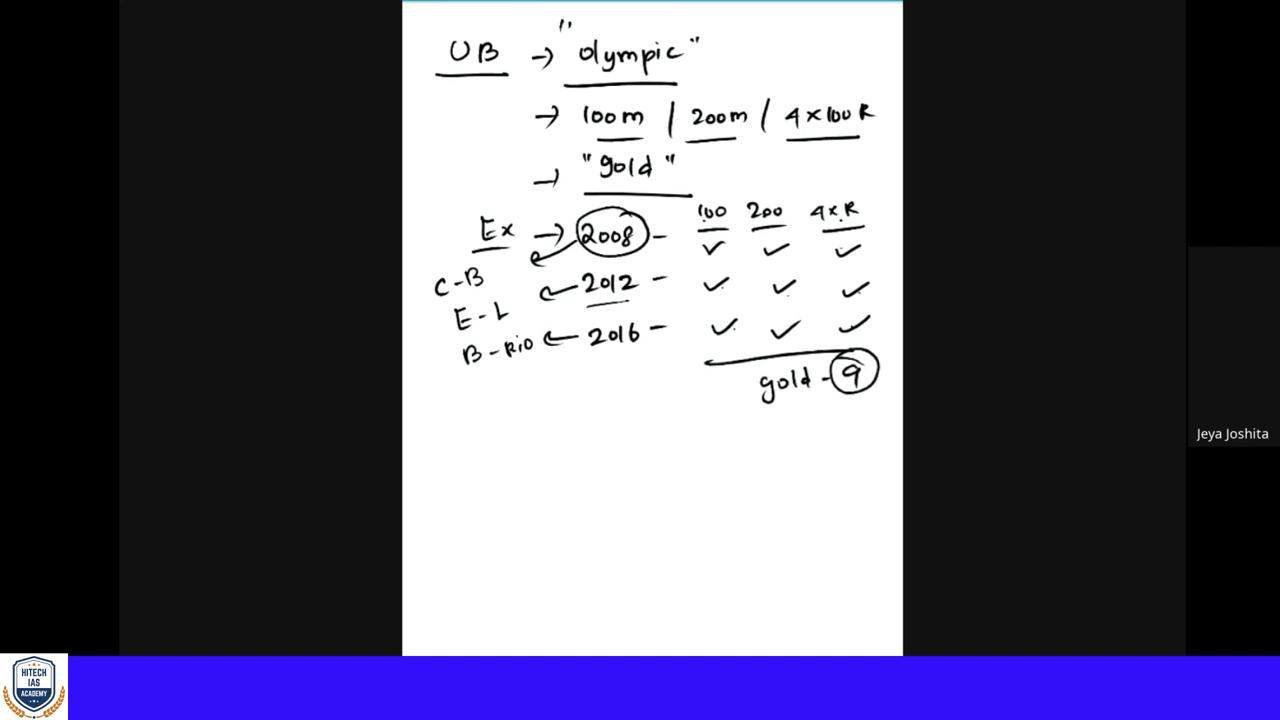 UB → "Olympic"
→ 100m / 200m / 4×100R
→ "gold"
100 200 4×R
Ex → 2008 - ✓ ✓ ✓
C-B
2012 - ✓ ✓ ✓
E-L
B-Rio ← 2016 - ✓ ✓ ✓
gold - 9
Jeya Joshita
HITECH
IAS
ACADEMY